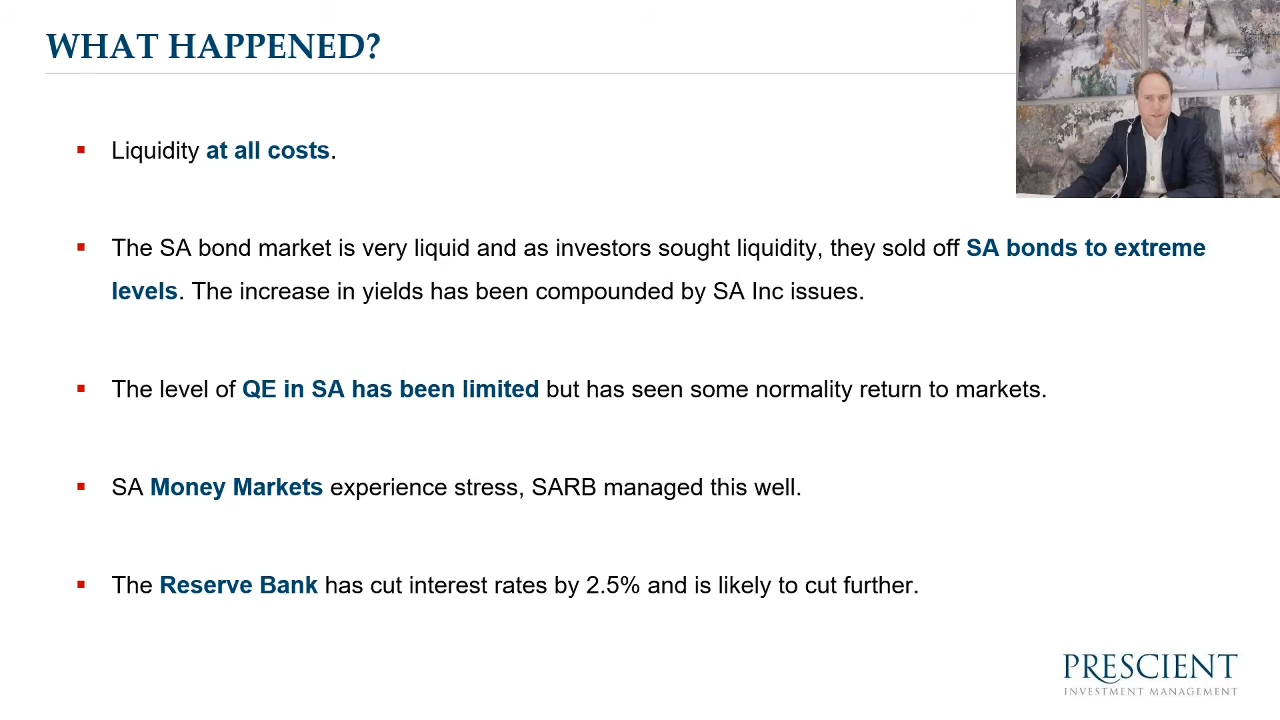 WHAT HAPPENED?
Liquidity at all costs.
The SA bond market is very liquid and as investors sought liquidity, they sold off SA bonds to extreme
levels. The increase in yields has been compounded by SA Inc issues.
The level of QE in SA has been limited but has seen some normality return to markets.
SA Money Markets experience stress, SARB managed this well.
The Reserve Bank has cut interest rates by 2.5% and is likely to cut further.
PRESCIENT
INVESTMENT MANAGEMENT